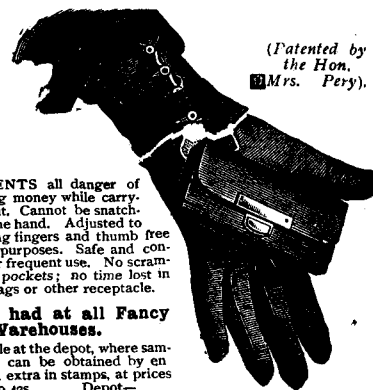 (Patented by
the Hon.
Mrs. Pery).
ENTS all danger of
g money while carry-
t. Cannot be snatch-
e hand. Adjusted to
g fingers and thumb free
purposes. Safe and con-
r frequent use. No scram-
pockets; no time lost in
ags or other receptacle.
had at all Fancy
Warehouses.
le at the depot, where sam-
can be obtained by en
extra in stamps, at prices
Depot—